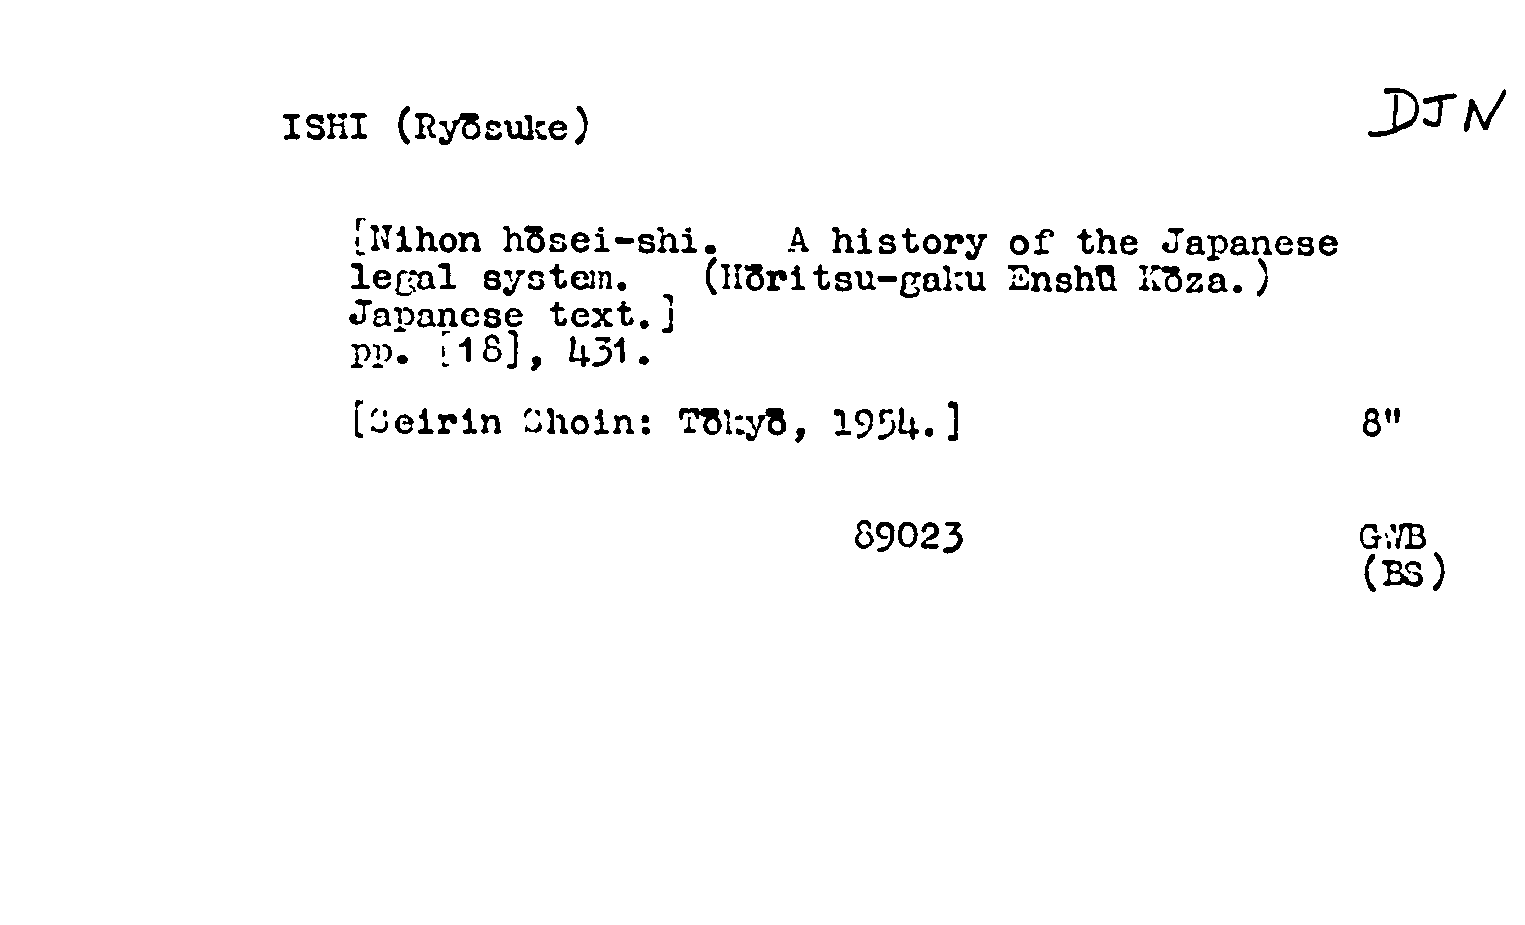 ISHI (Ryōsuke)
DJN
[Nihon hōsei-shi. A history of the Japanese
legal system. (Hōritsu-gaku Enshū Kōza.)
Japanese text.]
pp. [18], 431.
[Seirin Shoin: Tōkyō, 1954.]
8"
89023
GWB
(BS)